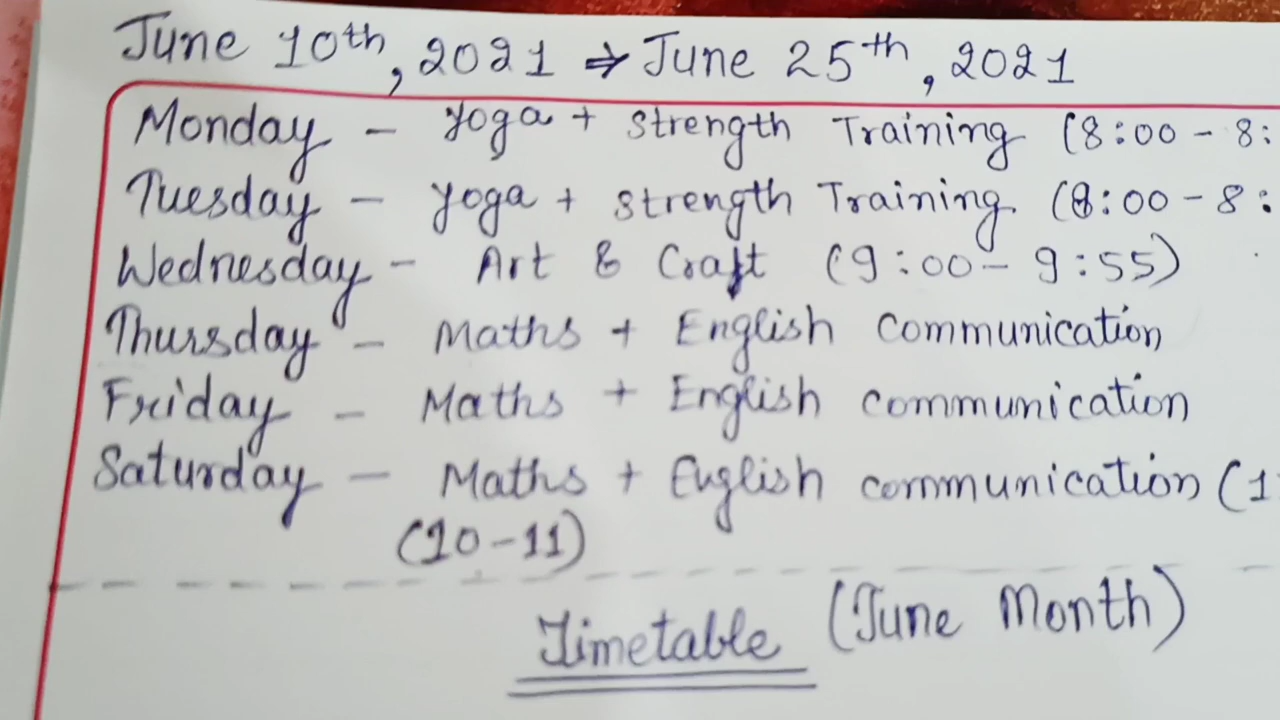 June 10th, 2021 ⇒ June 25th, 2021
Monday - Yoga + Strength Training (8:00 - 8:
Tuesday - Yoga + Strength Training (8:00 - 8:
Wednesday - Art & Craft (9:00 - 9:55)
Thursday - Maths + English communication
Friday - Maths + English communication
Saturday - Maths + English communication (1
(10-11)
Timetable (June Month)